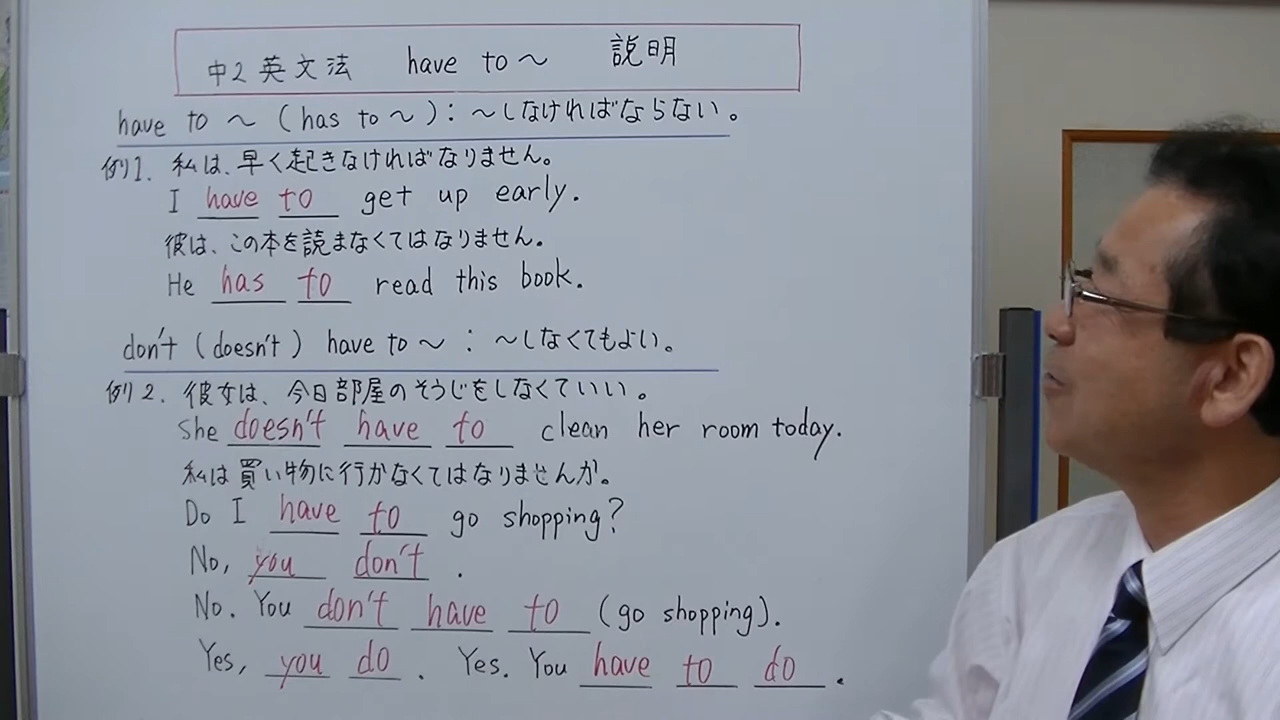 中2英文法 have to ～ 説明
have to ～ (has to ～): ～しなければならない。
例1. 私は、早く起きなければなりません。
I have to get up early.
彼は、この本を読まなくてはなりません。
He has to read this book.
don't (doesn't) have to ～ : ～しなくてもよい。
例2. 彼女は、今日部屋のそうじをしなくていい。
She doesn't have to clean her room today.
私は買い物に行かなくてはなりませんか。
Do I have to go shopping?
No, you don't.
No. You don't have to (go shopping).
Yes, you do. Yes. You have to do.